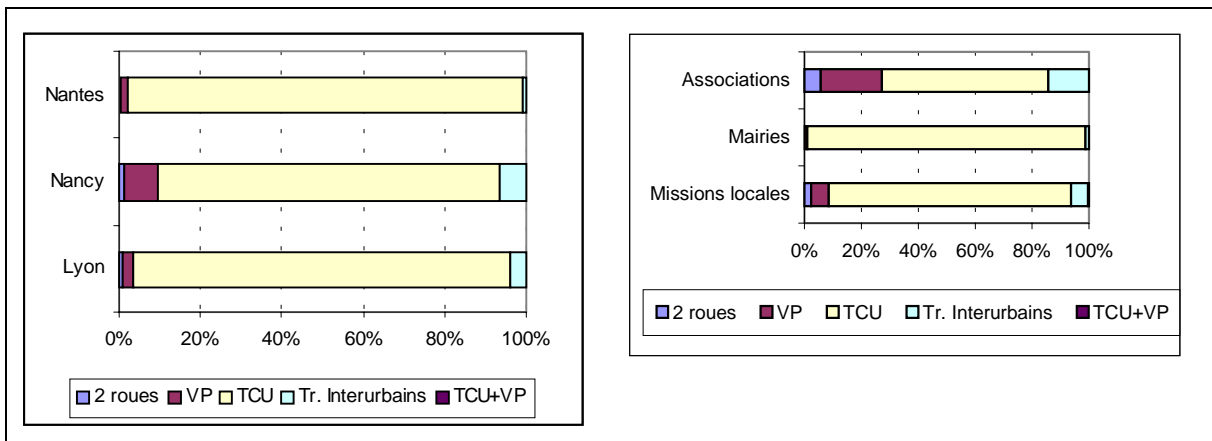 Nantes
Nancy
Lyon
0% 20% 40% 60% 80% 100%
2 roues VP TCU Tr. Interurbains TCU+VP
Associations
Mairies
Missions locales
0% 20% 40% 60% 80% 100%
2 roues VP TCU Tr. Interurbains TCU+VP